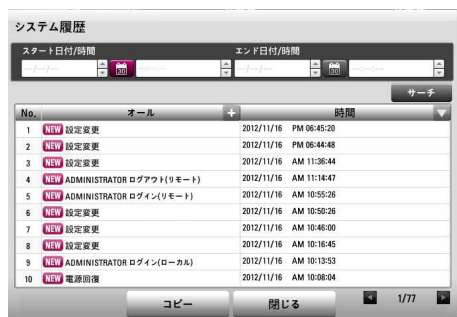 システム履歴
スタート日付/時間 エンド日付/時間
--/--/---- --:--:-- --/--/---- --:--:--
サーチ
No. オール + 時間
1 NEW 設定変更 2012/11/16 PM 06:45:20
2 NEW 設定変更 2012/11/16 PM 06:44:48
3 NEW 設定変更 2012/11/16 AM 11:36:44
4 NEW ADMINISTRATOR ログアウト(リモート) 2012/11/16 AM 11:14:47
5 NEW ADMINISTRATOR ログイン(リモート) 2012/11/16 AM 10:55:26
6 NEW 設定変更 2012/11/16 AM 10:50:26
7 NEW 設定変更 2012/11/16 AM 10:46:00
8 NEW 設定変更 2012/11/16 AM 10:16:45
9 NEW ADMINISTRATOR ログイン(ローカル) 2012/11/16 AM 10:13:53
10 NEW 電源回復 2012/11/16 AM 10:08:04
コピー 閉じる 1/77